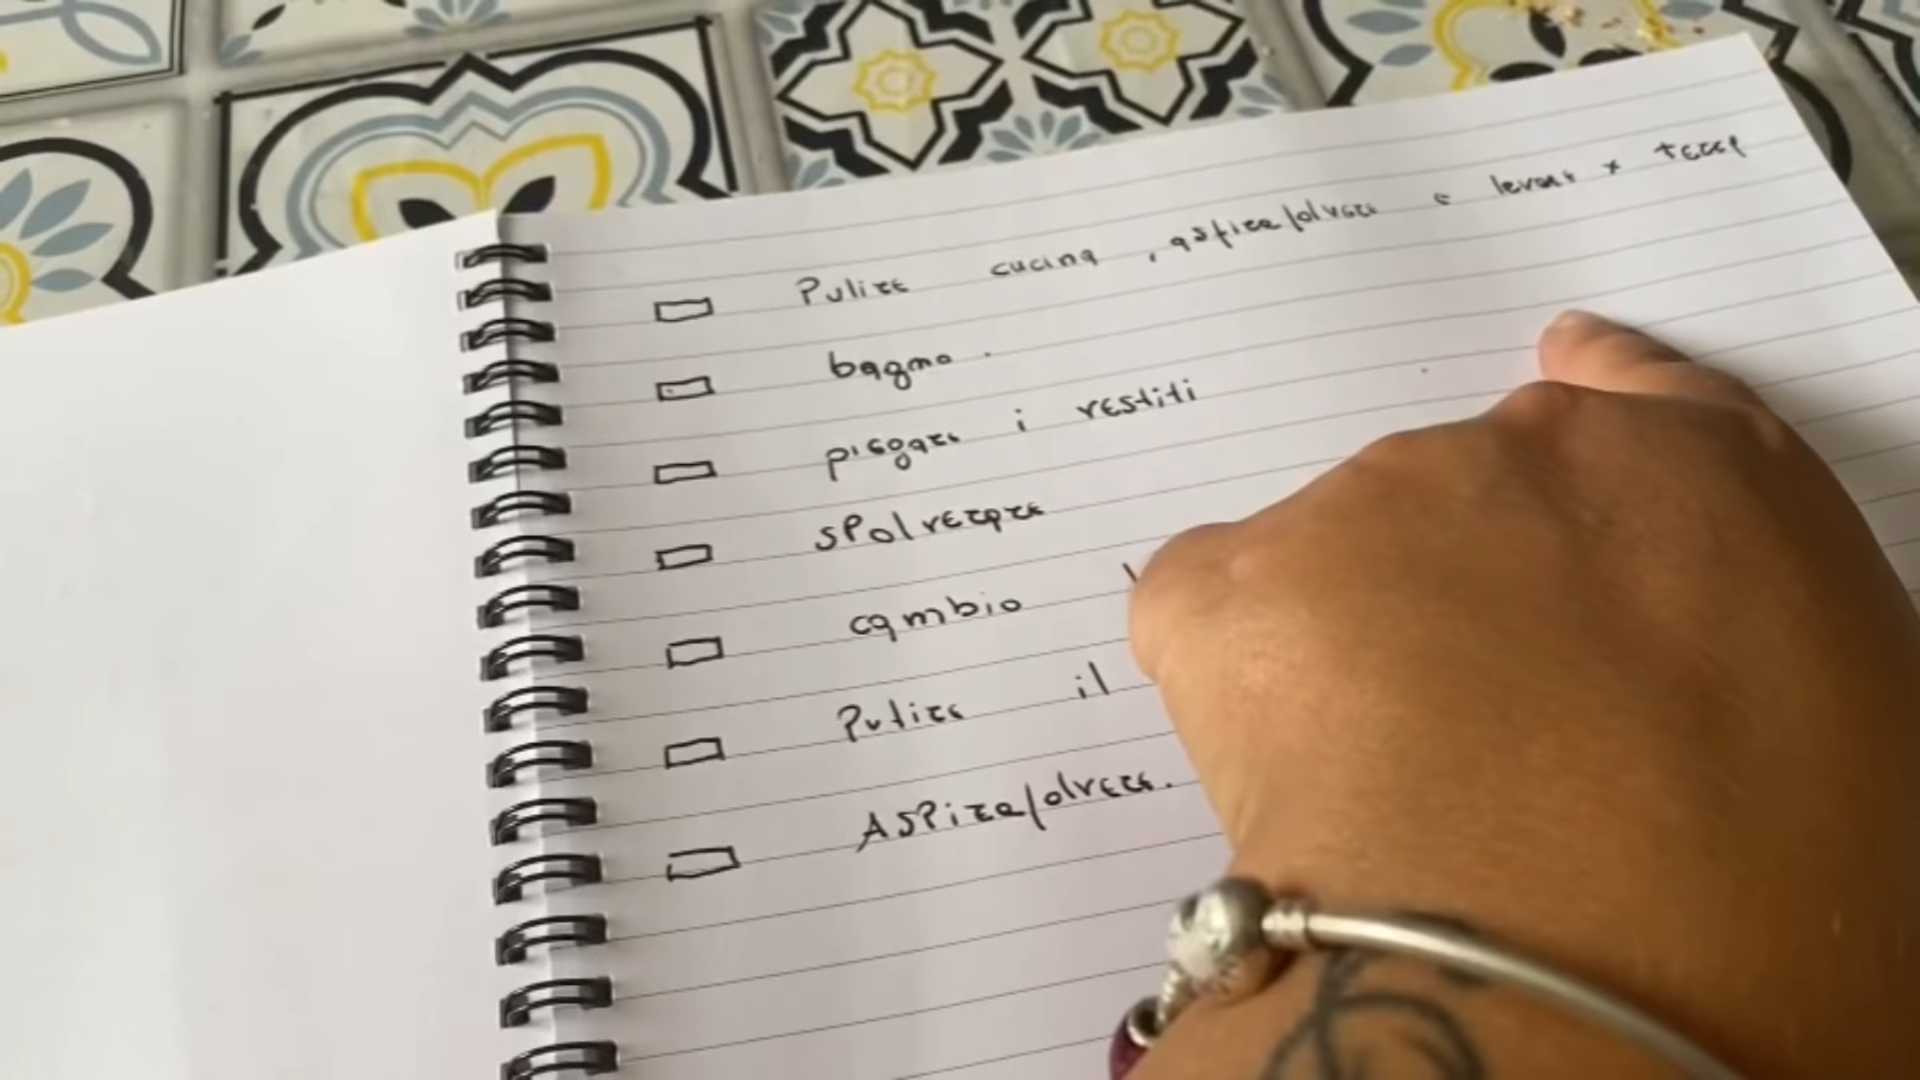 Pulire cucina, aspirapolvere e lavare x terra
bagno.
piegare i vestiti
spolverare
cambio
Pulire il
Aspirapolvere.